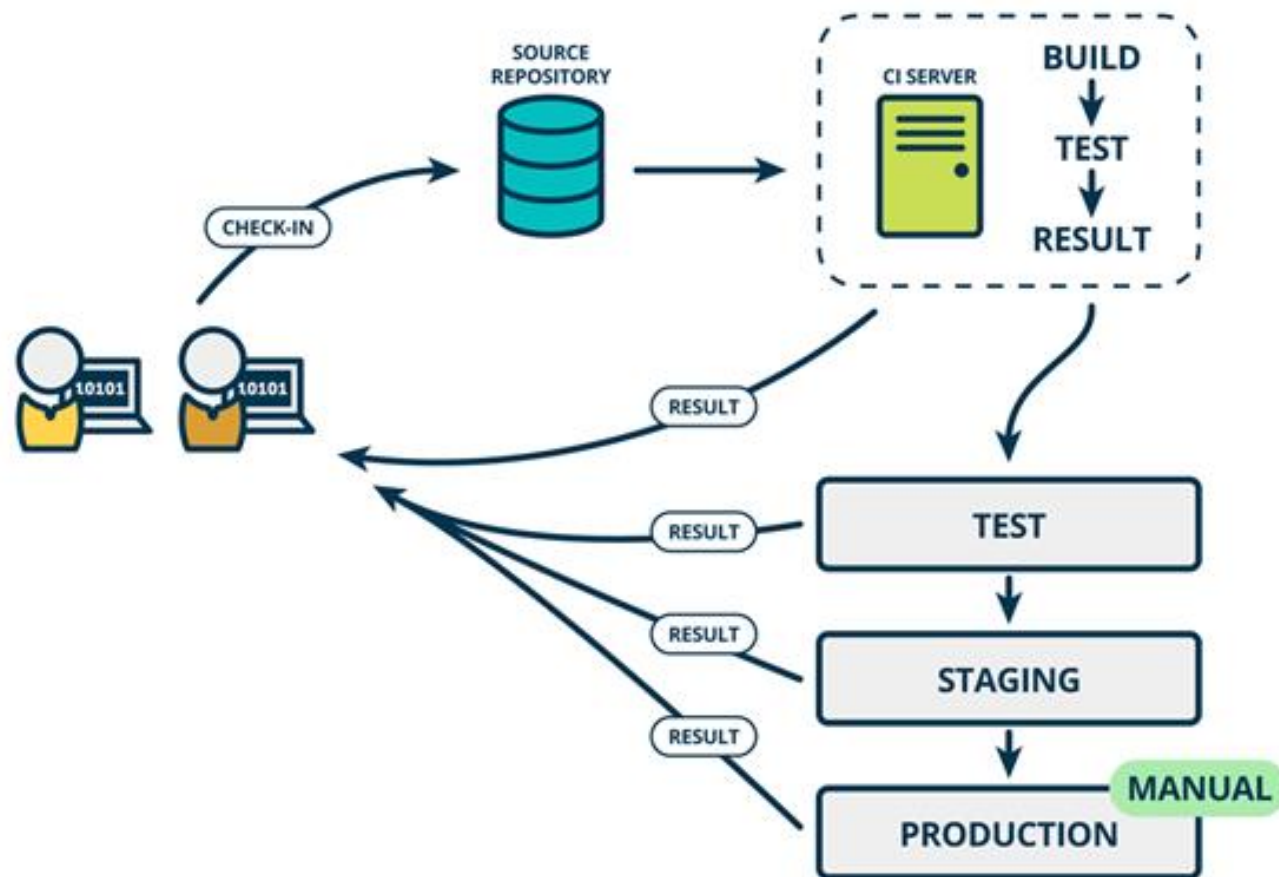 SOURCE
REPOSITORY
CI SERVER
BUILD
TEST
RESULT
CHECK-IN
10101
10101
RESULT
RESULT
TEST
RESULT
STAGING
RESULT
MANUAL
PRODUCTION